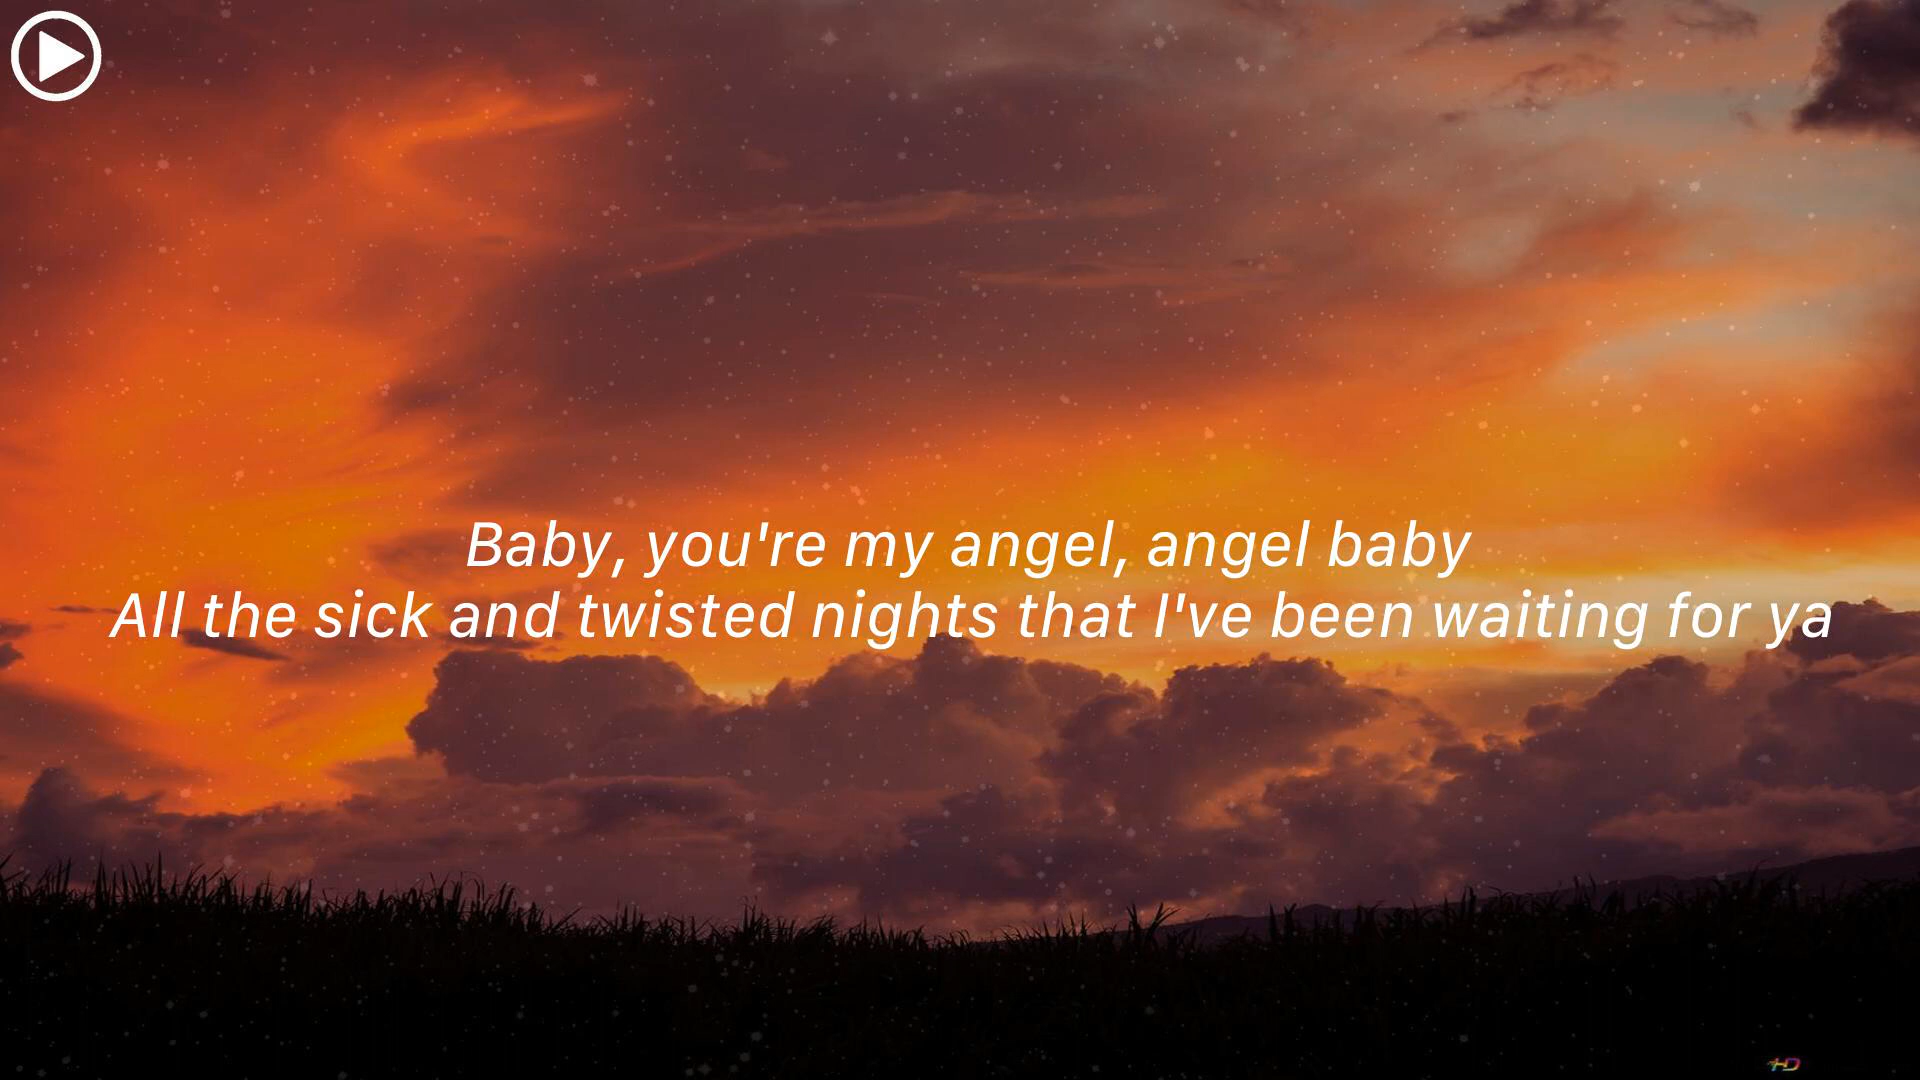 Baby, you're my angel, angel baby
All the sick and twisted nights that I've been waiting for ya
HD